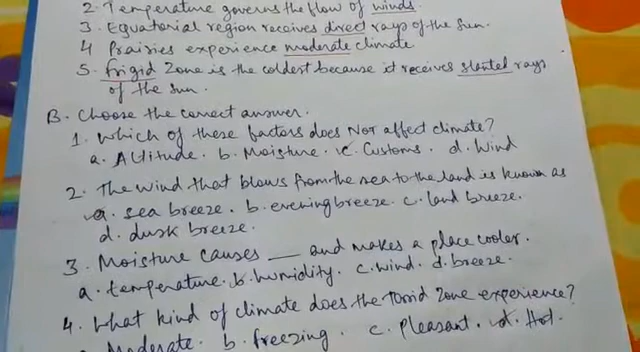 2. Temperature governs the flow of winds.
3. Equatorial region receives direct rays of the Sun.
4 Prairies experience moderate climate.
5. frigid Zone is the coldest because it receives slanted rays
of the sun.
B. Choose the correct answer.
1. which of these factors does NOT affect climate?
a. Altitude. b. Moisture. c. Customs. d. Wind
2. The wind that blows from the sea to the land is known as
a. sea breeze. b. evening breeze. c. land breeze.
d. dusk breeze.
3. Moisture causes __ and makes a place cooler.
a. temperature. b. humidity. c. wind. d. breeze.
4. What kind of climate does the Torrid Zone experience?
a. Moderate. b. freezing. c. Pleasant. d. Hot.